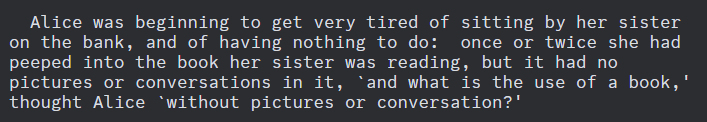 Alice was beginning to get very tired of sitting by her sister
on the bank, and of having nothing to do:  once or twice she had
peeped into the book her sister was reading, but it had no
pictures or conversations in it, `and what is the use of a book,'
thought Alice `without pictures or conversation?'